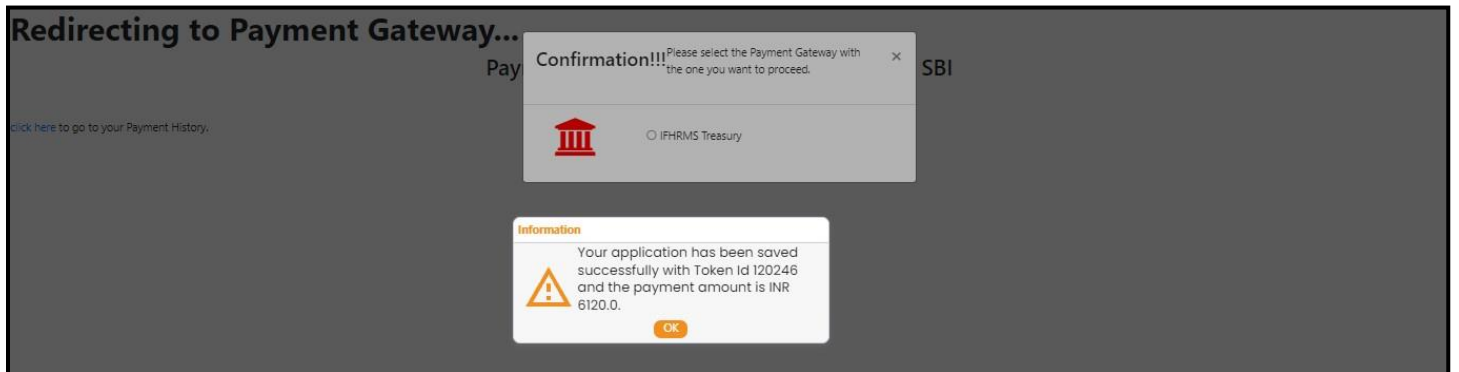 Redirecting to Payment Gateway...
Confirmation!!! Please select the Payment Gateway with
the one you want to proceed.
×
Pay
SBI
click here to go to your Payment History.
IFHRMS Treasury
Information
Your application has been saved
successfully with Token Id 120246
and the payment amount is INR
6120.0.
OK